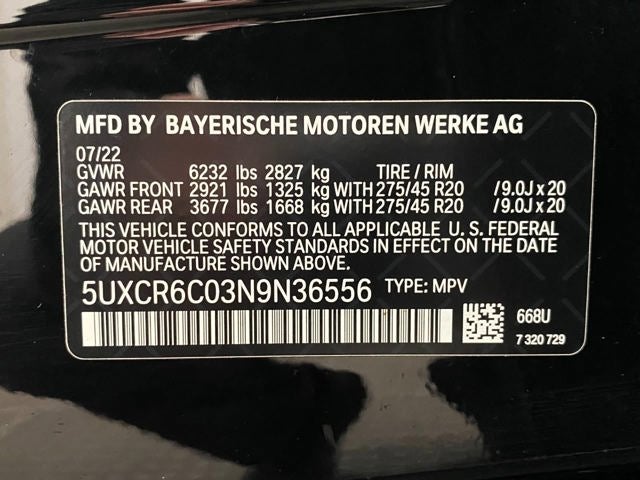 MFD BY BAYERISCHE MOTOREN WERKE AG
07/22
GVWR 6232 lbs 2827 kg TIRE / RIM
GAWR FRONT 2921 lbs 1325 kg WITH 275/45 R20 /9.0J x 20
GAWR REAR 3677 lbs 1668 kg WITH 275/45 R20 /9.0J x 20
THIS VEHICLE CONFORMS TO ALL APPLICABLE U. S. FEDERAL
MOTOR VEHICLE SAFETY STANDARDS IN EFFECT ON THE DATE
OF MANUFACTURE SHOWN ABOVE.
5UXCR6C03N9N36556 TYPE: MPV
668U
7 320 729